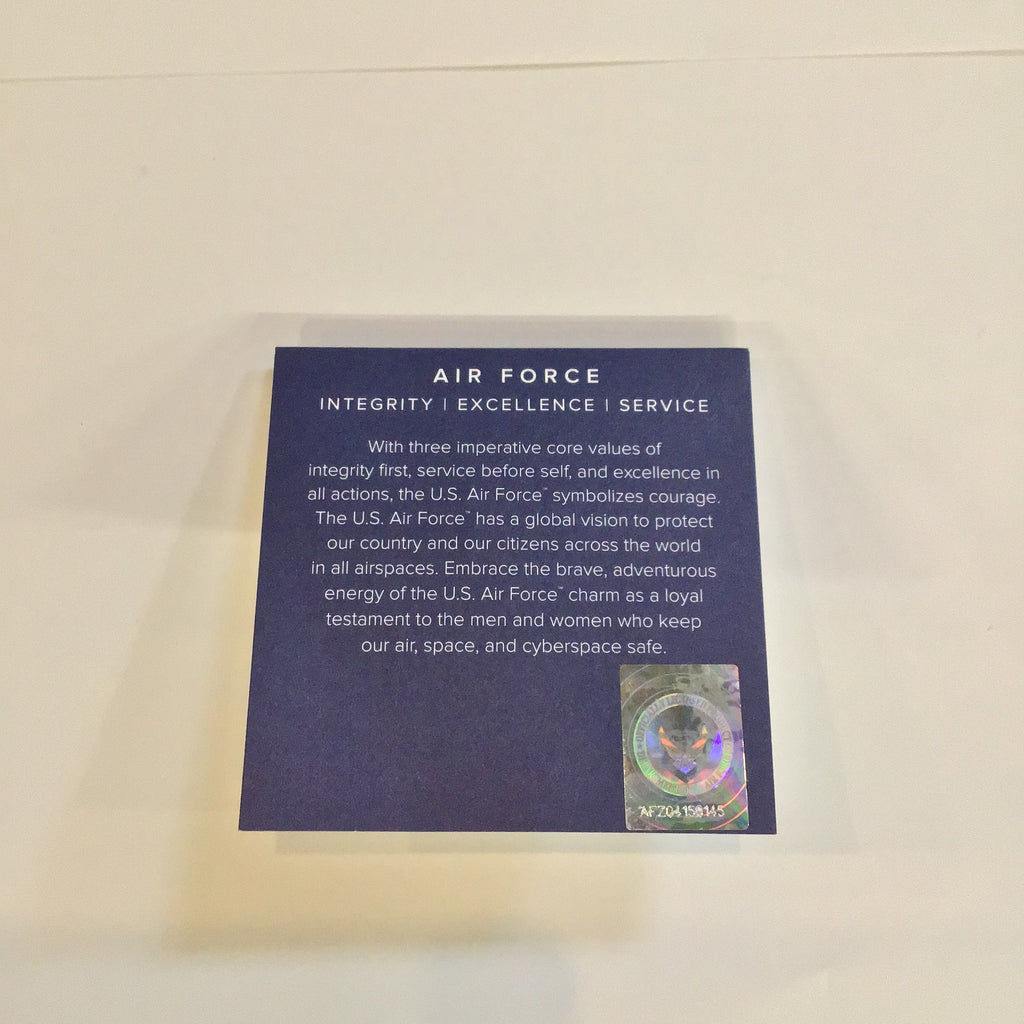 AIR FORCE
INTEGRITY | EXCELLENCE | SERVICE
With three imperative core values of
integrity first, service before self, and excellence in
all actions, the U.S. Air Force™ symbolizes courage.
The U.S. Air Force™ has a global vision to protect
our country and our citizens across the world
in all airspaces. Embrace the brave, adventurous
energy of the U.S. Air Force™ charm as a loyal
testament to the men and women who keep
our air, space, and cyberspace safe.